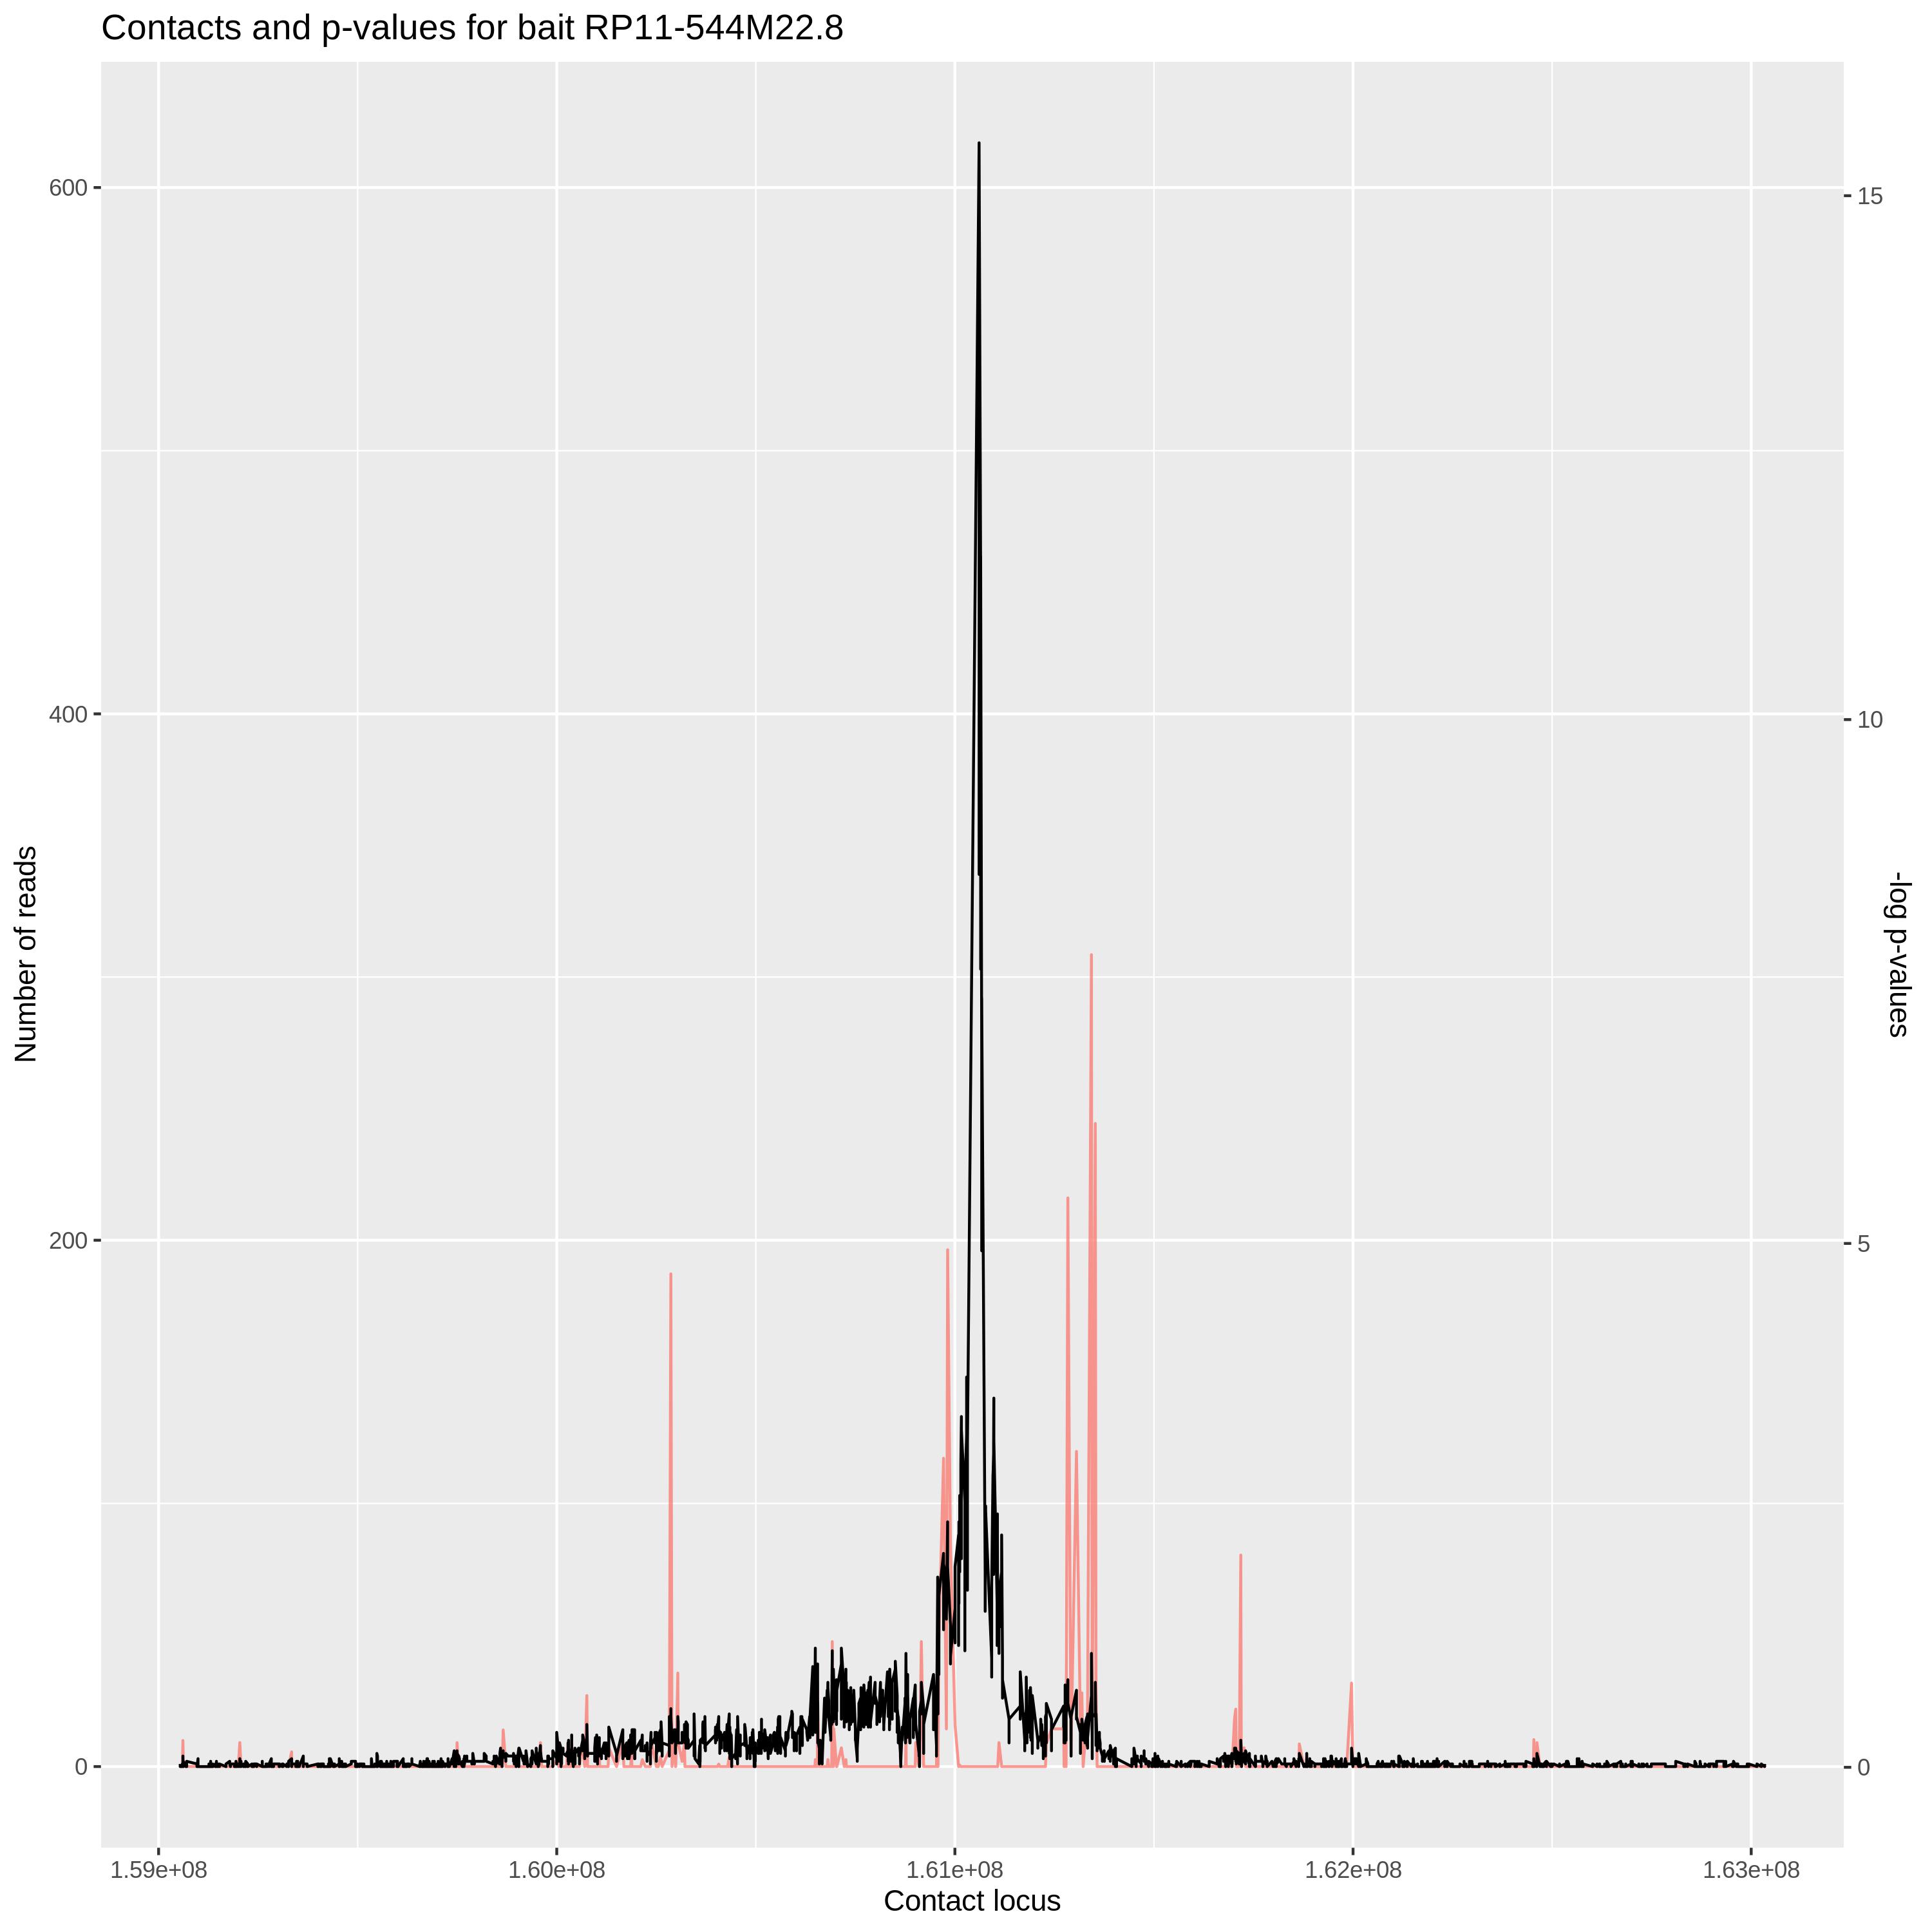 Contacts and p-values for bait RP11-544M22.8
600
400
200
0
Number of reads
15
10
5
0
-log p-values
1.59e+08
1.60e+08
1.61e+08
1.62e+08
1.63e+08
Contact locus